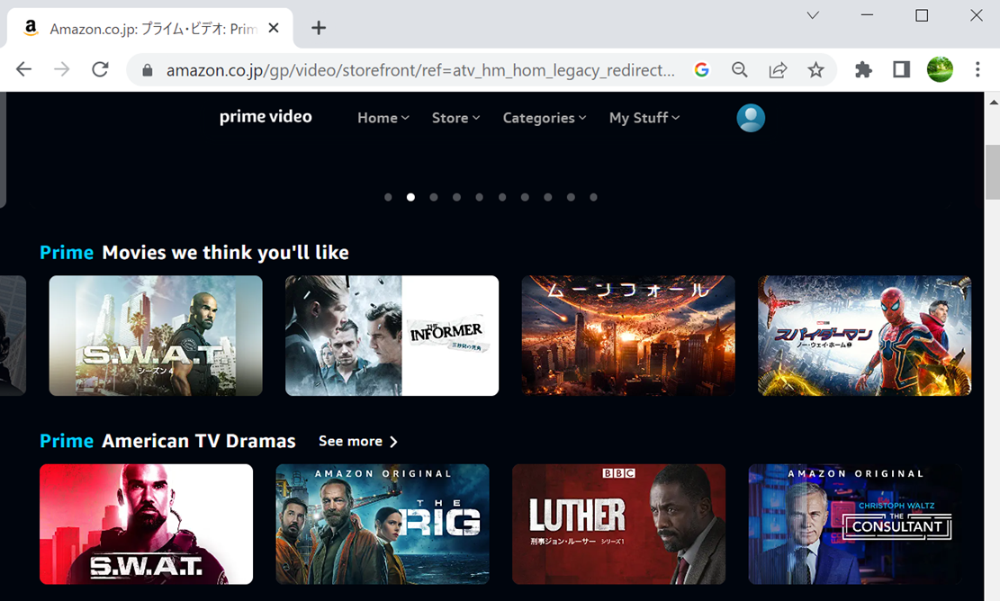 Amazon.co.jp: プライム・ビデオ: Prim
amazon.co.jp/gp/video/storefront/ref=atv_hm_hom_legacy_redirect...
prime video
Home
Store
Categories
My Stuff
Prime Movies we think you'll like
S.W.A.T.
シーズン 4
THE
INFORMER
三秒間の死角
ムーンフォール
スパイダーマン
ノー・ウェイ・ホーム
Prime American TV Dramas See more
S.W.A.T.
AMAZON ORIGINAL
THE
RIG
BBC
LUTHER
刑事ジョン・ルーサー シリーズ1
AMAZON ORIGINAL
CHRISTOPH WALTZ
THE
CONSULTANT